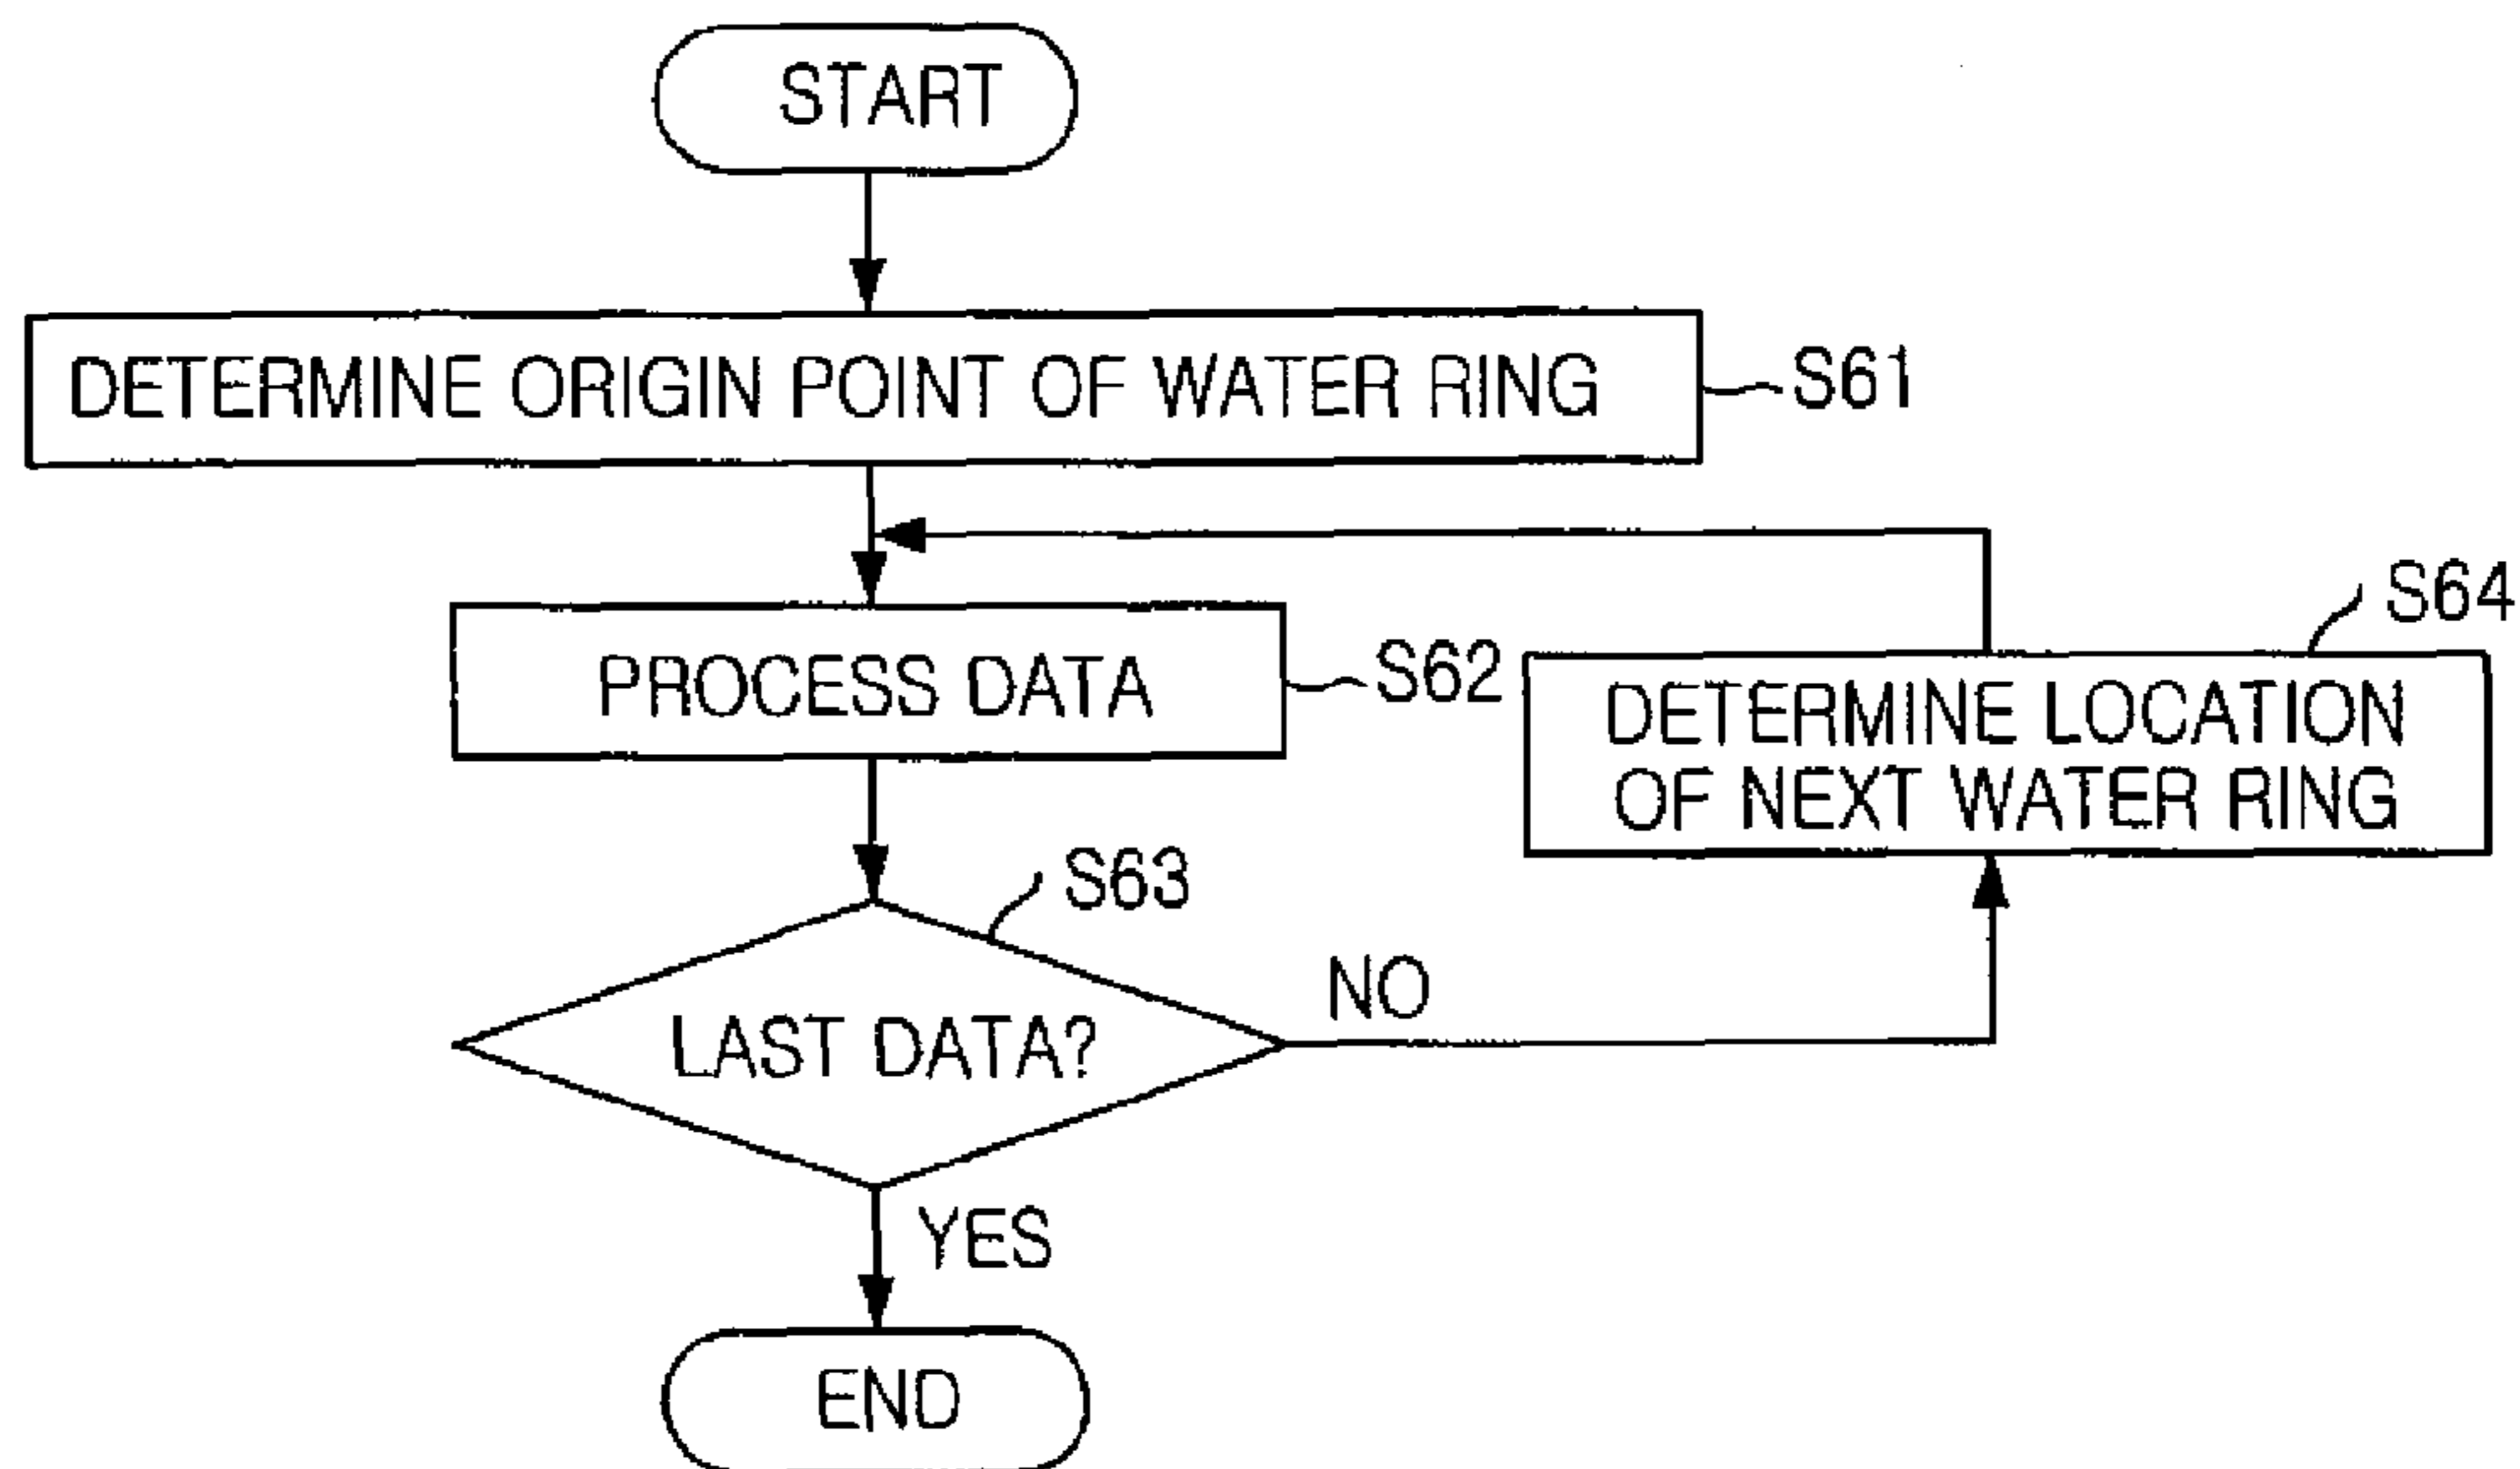 START
DETERMINE ORIGIN POINT OF WATER RING
S61
PROCESS DATA
S62
S64
DETERMINE LOCATION
OF NEXT WATER RING
S63
LAST DATA?
NO
YES
END